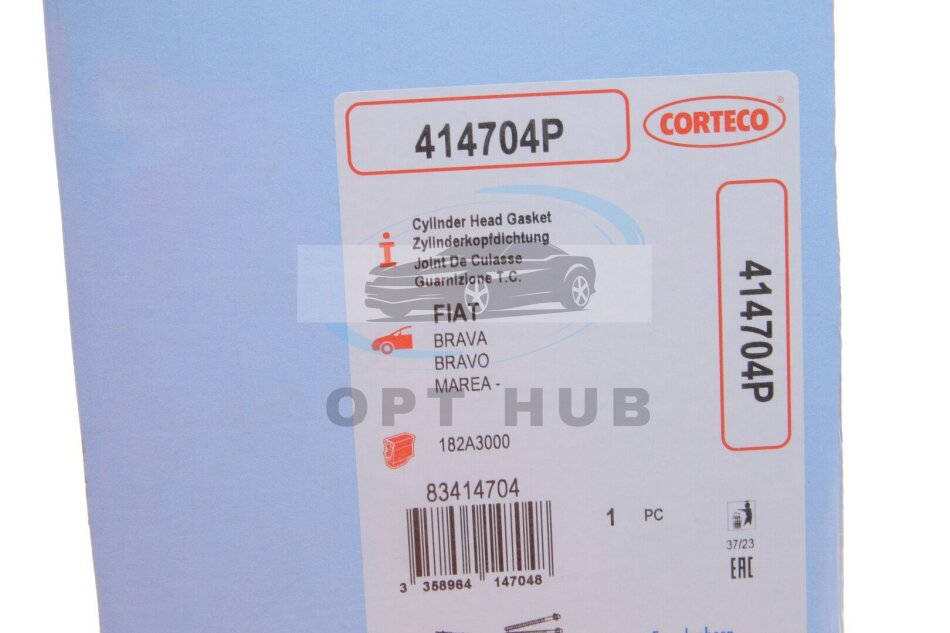 414704P
CORTECO®
Cylinder Head Gasket
Zylinderkopfdichtung
Joint De Culasse
Guarnizione T.C.
414704P
FIAT
BRAVA
BRAVO
MAREA -
OPT HUB
182A3000
83414704
1 PC
37/23
EAC
3 358964 147048